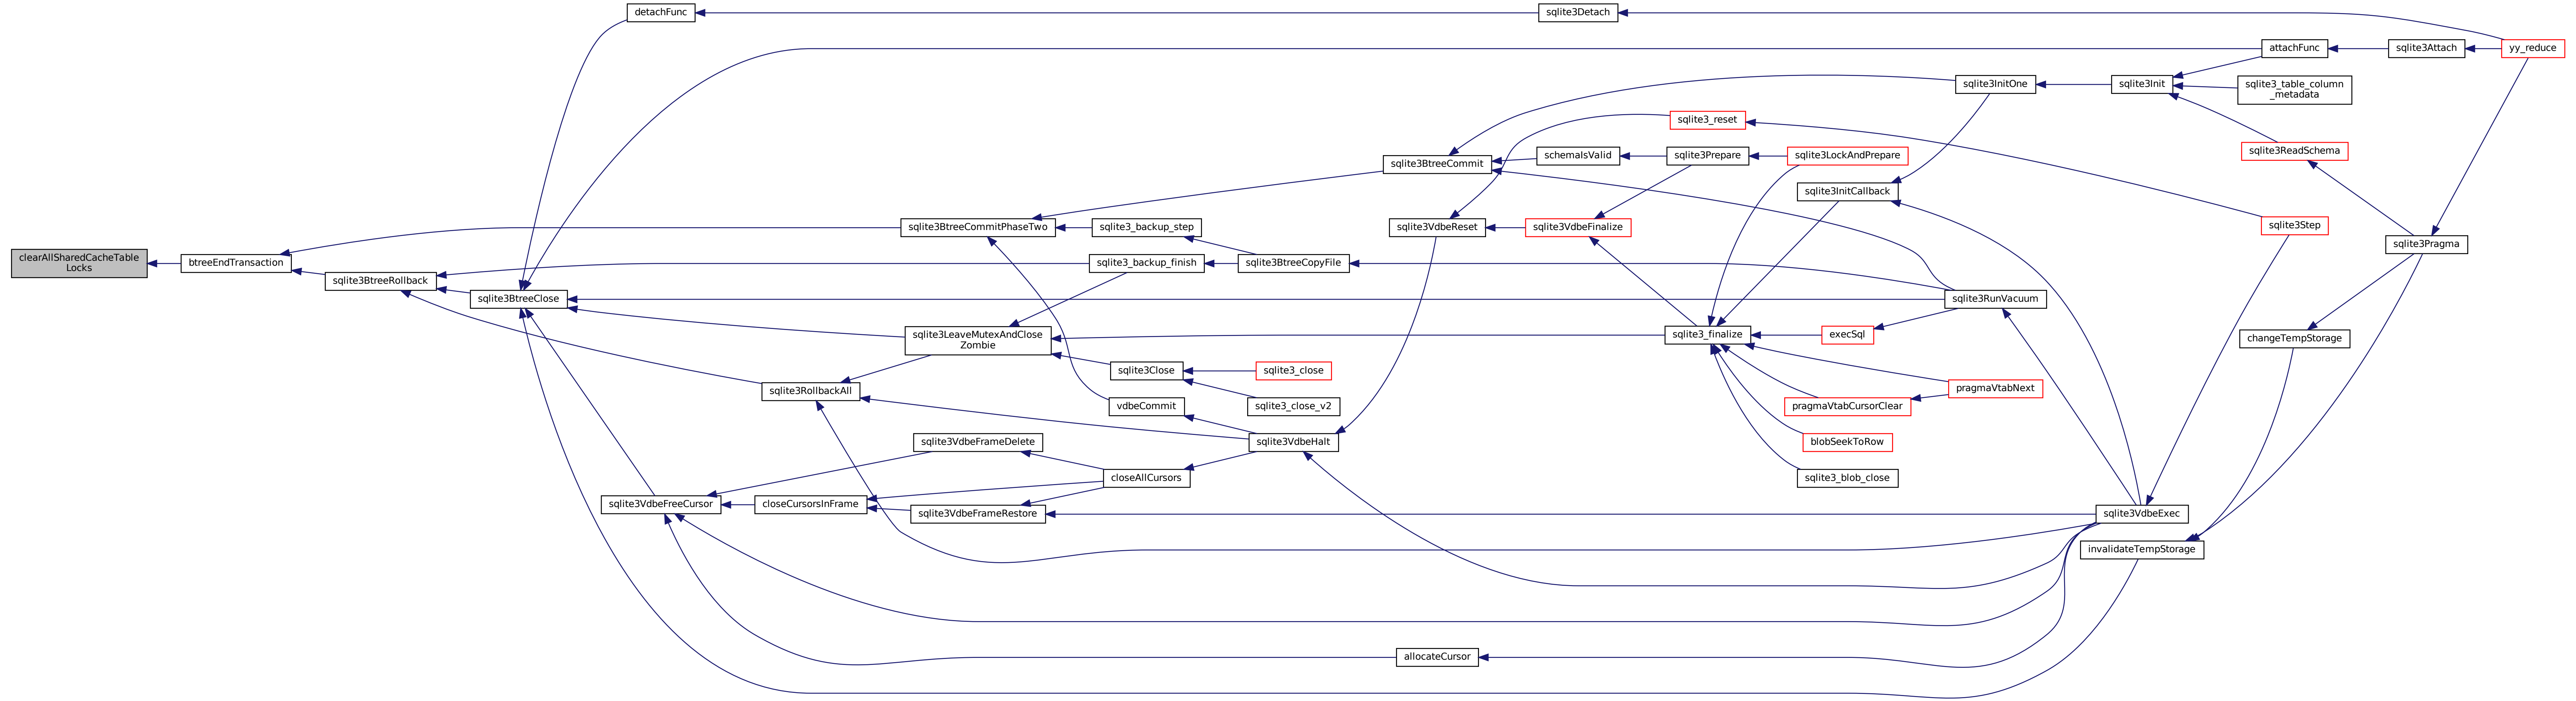 detachFunc
sqlite3Detach
attachFunc
sqlite3Attach
yy_reduce
sqlite3InitOne
sqlite3Init
sqlite3_table_column
_metadata
sqlite3_reset
sqlite3BtreeCommit
schemaIsValid
sqlite3Prepare
sqlite3LockAndPrepare
sqlite3ReadSchema
sqlite3InitCallback
sqlite3BtreeCommitPhaseTwo
sqlite3_backup_step
sqlite3VdbeReset
sqlite3VdbeFinalize
sqlite3Step
sqlite3Pragma
clearAllSharedCacheTable
Locks
btreeEndTransaction
sqlite3BtreeRollback
sqlite3_backup_finish
sqlite3BtreeCopyFile
sqlite3BtreeClose
sqlite3RunVacuum
sqlite3LeaveMutexAndClose
Zombie
sqlite3_finalize
execSql
changeTempStorage
sqlite3Close
sqlite3_close
sqlite3RollbackAll
pragmaVtabNext
vdbeCommit
sqlite3_close_v2
pragmaVtabCursorClear
sqlite3VdbeFrameDelete
sqlite3VdbeHalt
blobSeekToRow
closeAllCursors
sqlite3_blob_close
sqlite3VdbeFreeCursor
closeCursorsInFrame
sqlite3VdbeFrameRestore
sqlite3VdbeExec
invalidateTempStorage
allocateCursor